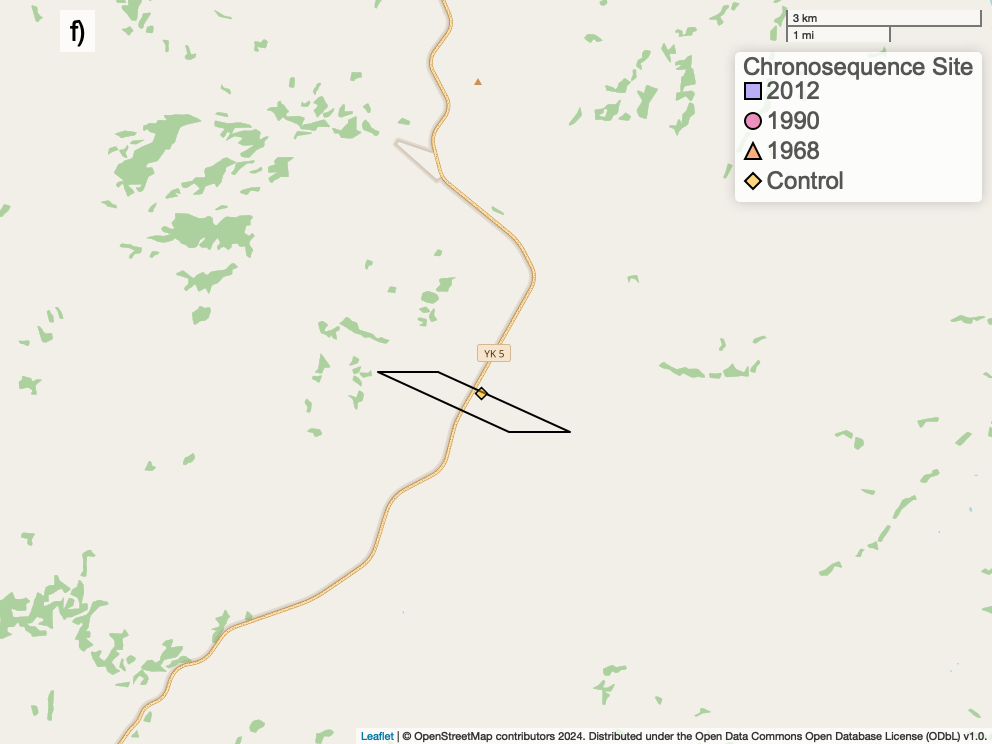 f)
3 km
1 mi
Chronosequence Site
2012
1990
1968
Control
YK 5
Leaflet | © OpenStreetMap contributors 2024. Distributed under the Open Data Commons Open Database License (ODbL) v1.0.